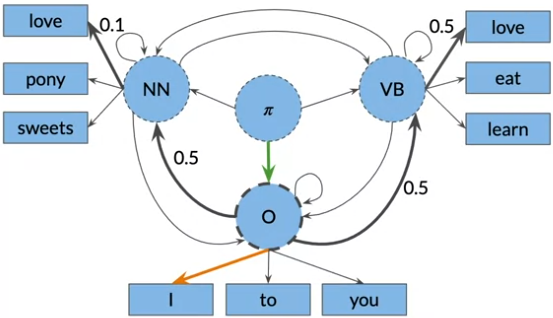 love
0.1
0.5
love
pony
NN
π
VB
eat
sweets
learn
0.5
0.5
O
I
to
you